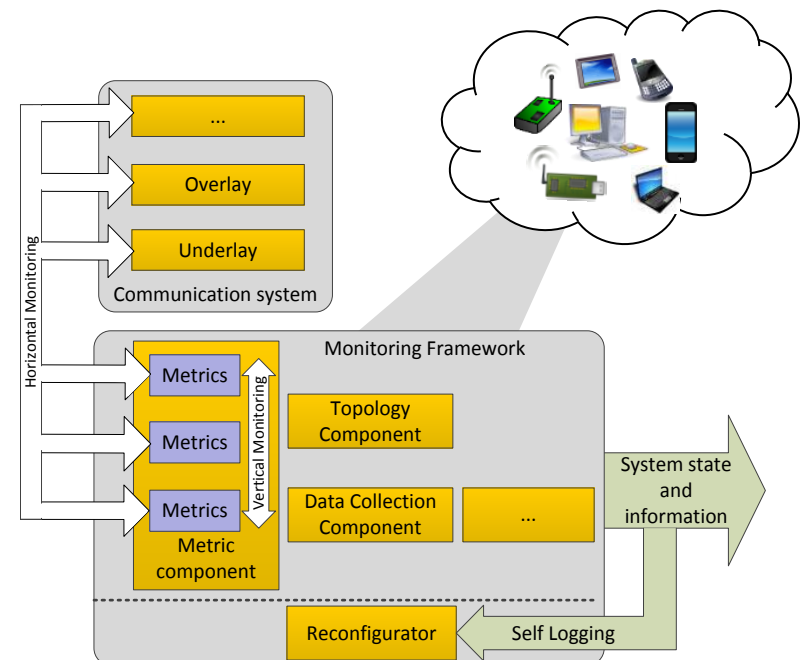 ...
Overlay
Underlay
Communication system
Horizontal Monitoring
Monitoring Framework
Metrics
Metrics
Metrics
Vertical Monitoring
Metric
component
Topology
Component
Data Collection
Component
...
System state
and
information
Reconfigurator
Self Logging